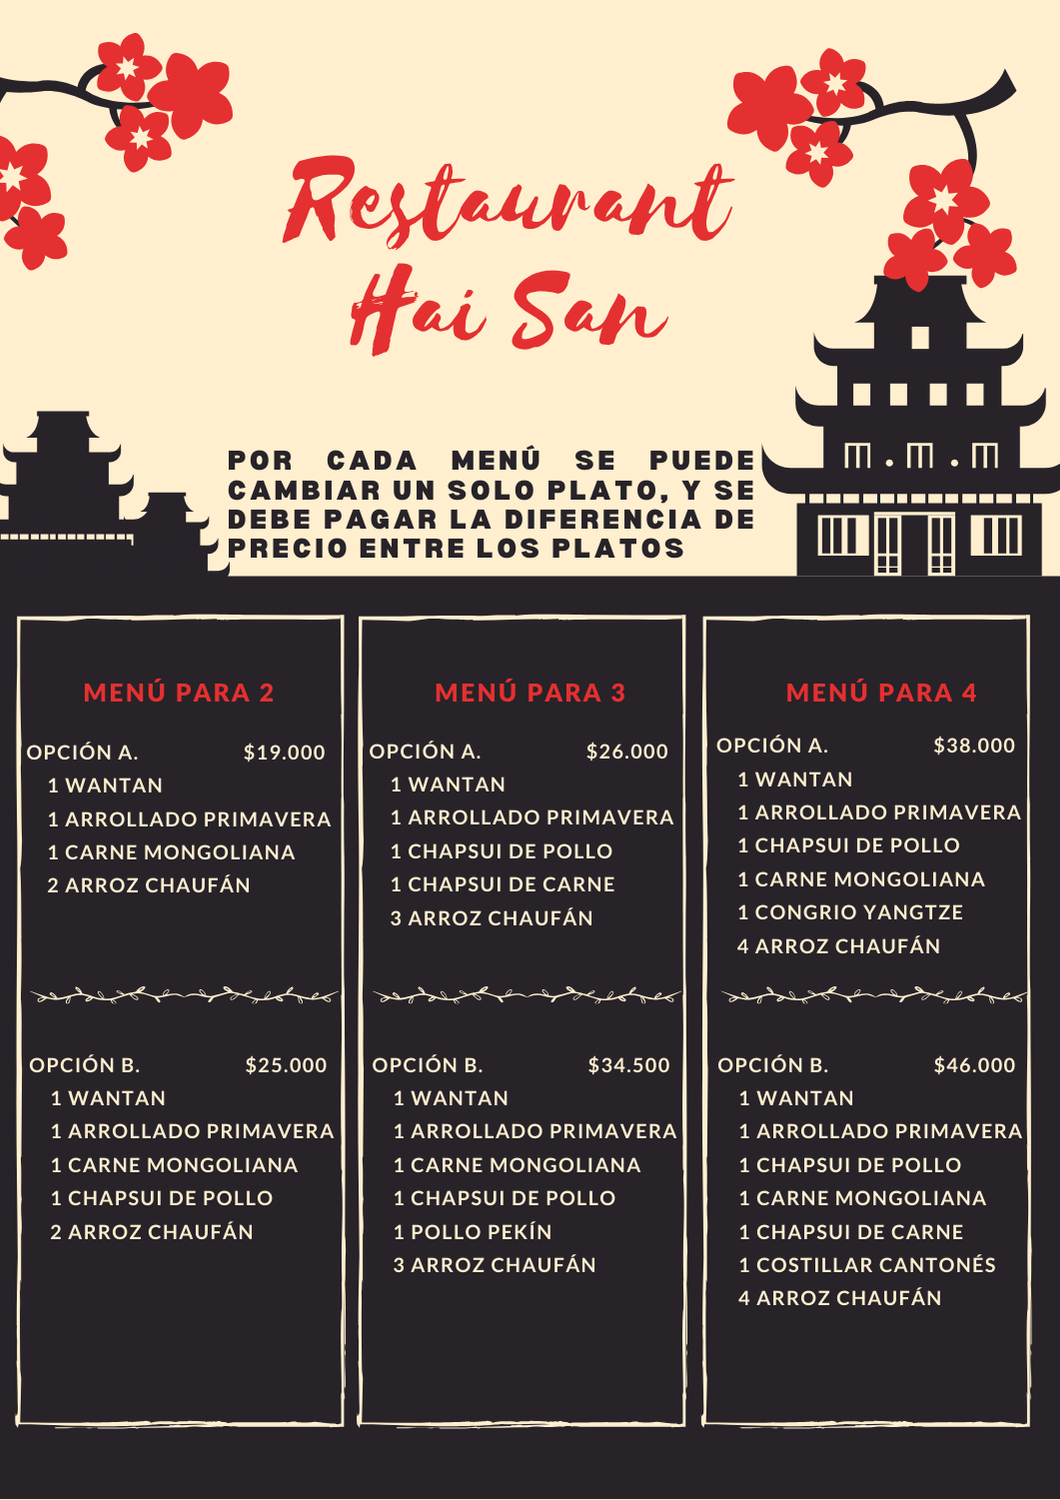 Restaurant
Hai San
POR CADA MENÚ SE PUEDE
CAMBIAR UN SOLO PLATO, Y SE
DEBE PAGAR LA DIFERENCIA DE
PRECIO ENTRE LOS PLATOS
MENÚ PARA 2
OPCIÓN A. $19.000
1 WANTAN
1 ARROLLADO PRIMAVERA
1 CARNE MONGOLIANA
2 ARROZ CHAUFÁN
OPCIÓN B. $25.000
1 WANTAN
1 ARROLLADO PRIMAVERA
1 CARNE MONGOLIANA
1 CHAPSUI DE POLLO
2 ARROZ CHAUFÁN
MENÚ PARA 3
OPCIÓN A. $26.000
1 WANTAN
1 ARROLLADO PRIMAVERA
1 CHAPSUI DE POLLO
1 CHAPSUI DE CARNE
3 ARROZ CHAUFÁN
OPCIÓN B. $34.500
1 WANTAN
1 ARROLLADO PRIMAVERA
1 CARNE MONGOLIANA
1 CHAPSUI DE POLLO
1 POLLO PEKÍN
3 ARROZ CHAUFÁN
MENÚ PARA 4
OPCIÓN A. $38.000
1 WANTAN
1 ARROLLADO PRIMAVERA
1 CHAPSUI DE POLLO
1 CARNE MONGOLIANA
1 CONGRIO YANGTZE
4 ARROZ CHAUFÁN
OPCIÓN B. $46.000
1 WANTAN
1 ARROLLADO PRIMAVERA
1 CHAPSUI DE POLLO
1 CARNE MONGOLIANA
1 CHAPSUI DE CARNE
1 COSTILLAR CANTONÉS
4 ARROZ CHAUFÁN